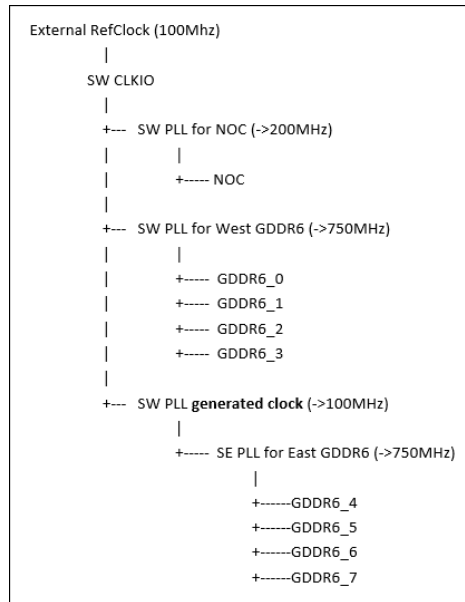 External RefClock (100Mhz)
|
SW CLKIO
|
+--- SW PLL for NOC (->200MHz)
| |
| +----- NOC
|
+--- SW PLL for West GDDR6 (->750MHz)
| |
| +----- GDDR6_0
| +----- GDDR6_1
| +----- GDDR6_2
| +----- GDDR6_3
|
+--- SW PLL generated clock (->100MHz)
|
+----- SE PLL for East GDDR6 (->750MHz)
|
+------GDDR6_4
+------GDDR6_5
+------GDDR6_6
+------GDDR6_7